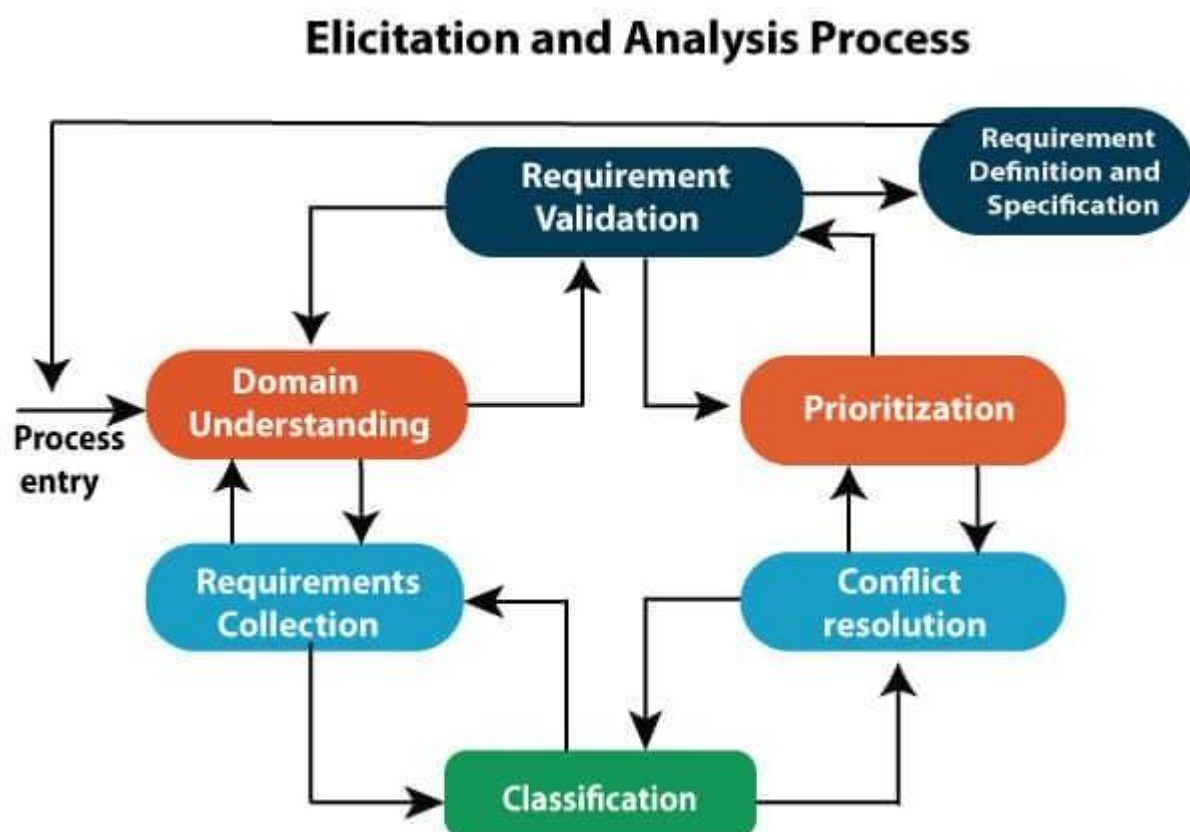 Elicitation and Analysis Process
Requirement
Definition and
Specification
Requirement
Validation
Domain
Understanding
Prioritization
Process
entry
Requirements
Collection
Conflict
resolution
Classification